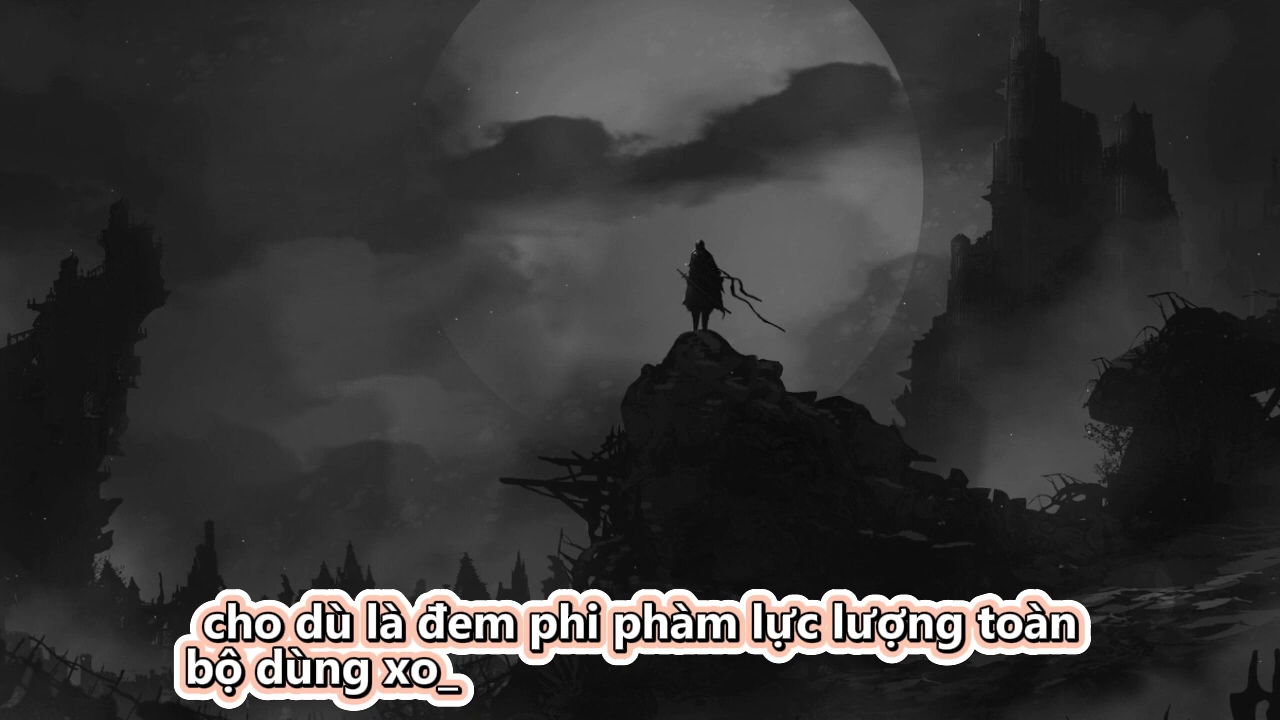 cho dù là đem phi phàm lực lượng toàn
bộ dùng xo_